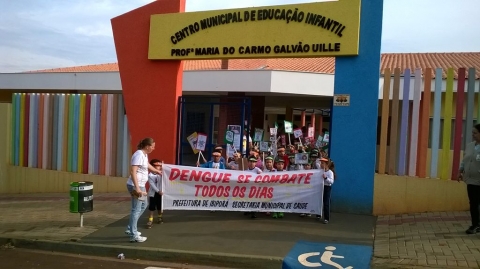 CENTRO MUNICIPAL DE EDUCAÇÃO INFANTIL
PROFª MARIA DO CARMO GALVÃO UILLE
DENGUE SE COMBATE
TODOS OS DIAS
PREFEITURA DE IBIPORÃ SECRETARIA MUNICIPAL DE SAÚDE